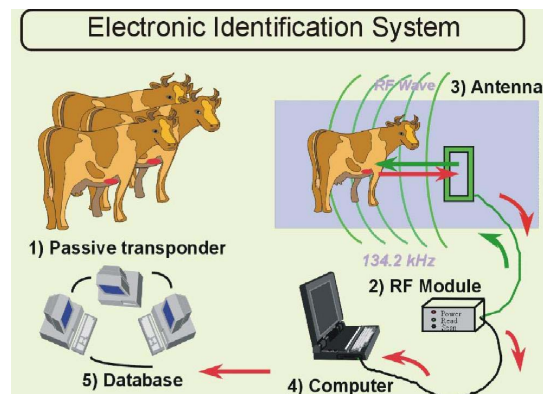 Electronic Identification System
RF Wave
3) Antenna
1) Passive transponder
134.2 kHz
2) RF Module
Power
Read
Scan
5) Database
4) Computer